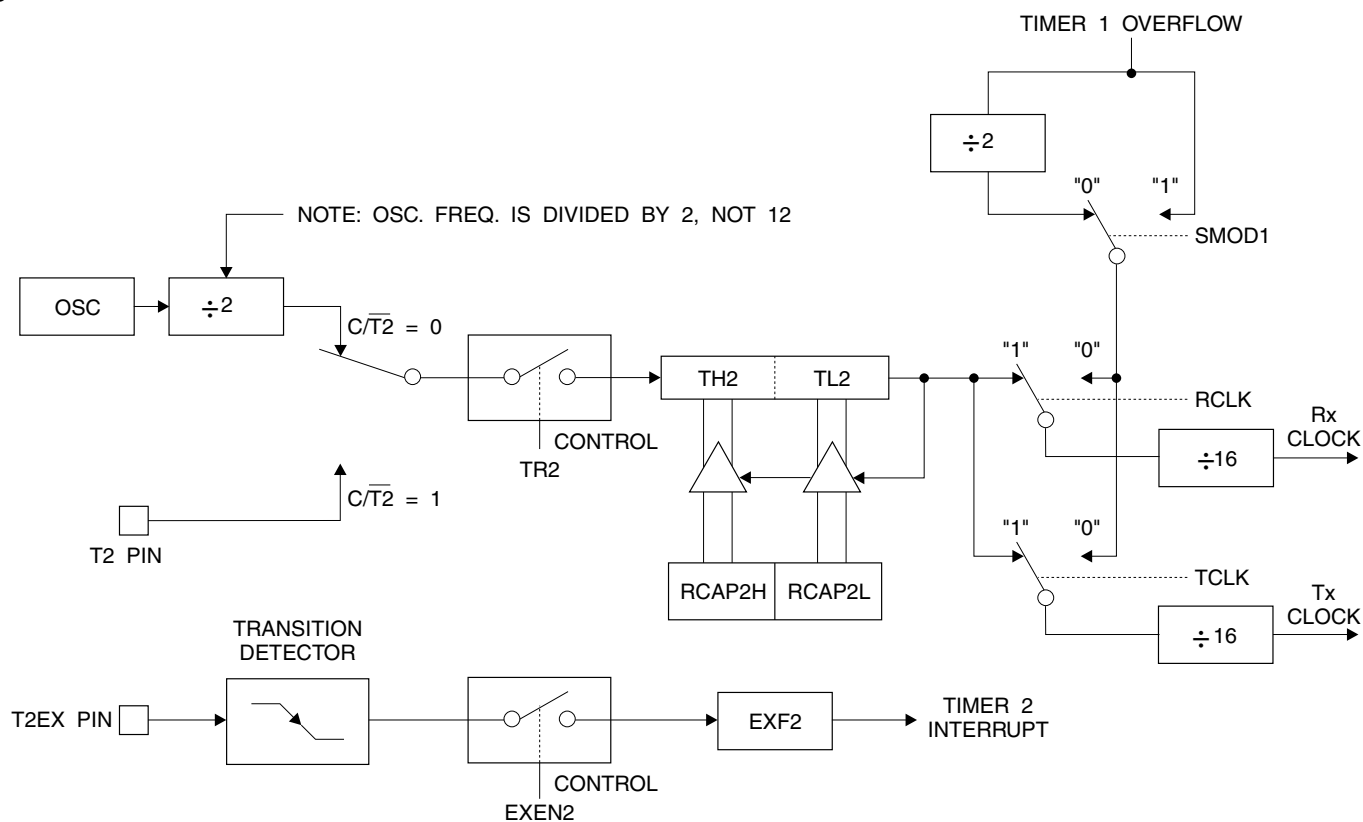 TIMER 1 OVERFLOW
÷2
"0" "1"
NOTE: OSC. FREQ. IS DIVIDED BY 2, NOT 12
SMOD1
OSC
÷2
C/T2̅ = 0
TH2 TL2
"1" "0"
RCLK
Rx
CLOCK
CONTROL
TR2
÷16
C/T2̅ = 1
T2 PIN
"1" "0"
TCLK
RCAP2H RCAP2L
Tx
CLOCK
÷16
TRANSITION
DETECTOR
T2EX PIN
EXF2
TIMER 2
INTERRUPT
CONTROL
EXEN2